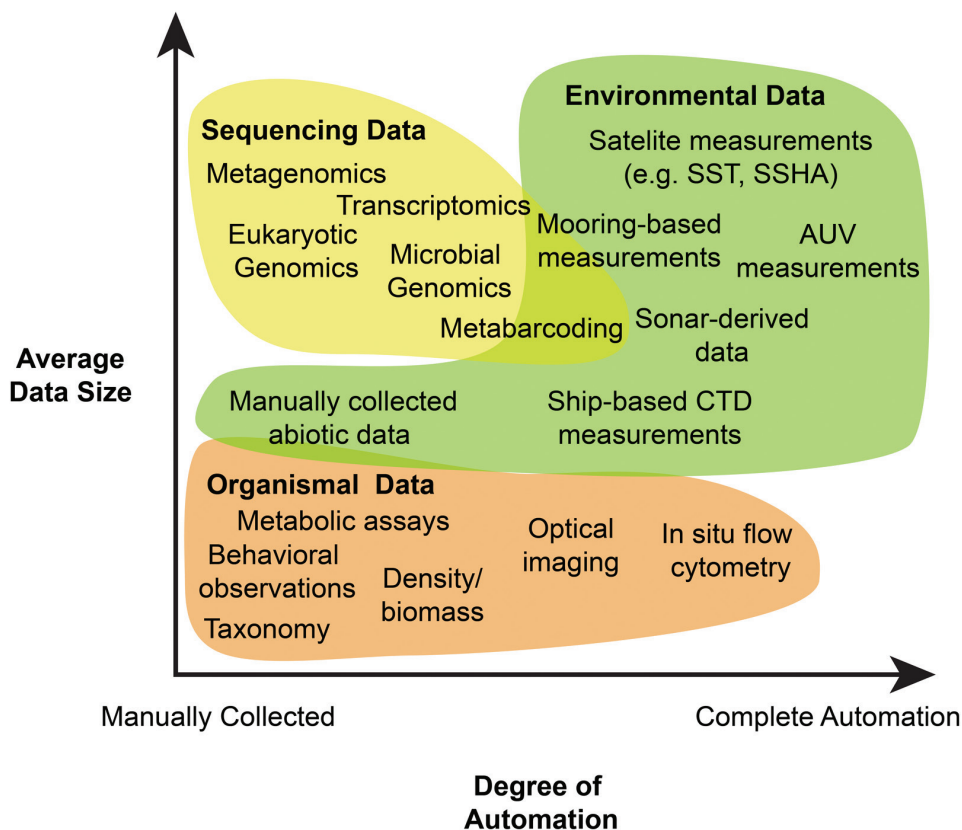 Environmental Data
Satelite measurements
(e.g. SST, SSHA)
Mooring-based
measurements
AUV
measurements
Sonar-derived
data
Ship-based CTD
measurements
Manually collected
abiotic data
Sequencing Data
Metagenomics
Transcriptomics
Eukaryotic
Genomics
Microbial
Genomics
Metabarcoding
Organismal Data
Metabolic assays
Behavioral
observations
Density/
biomass
Taxonomy
Optical
imaging
In situ flow
cytometry
Average
Data Size
Manually Collected
Complete Automation
Degree of
Automation